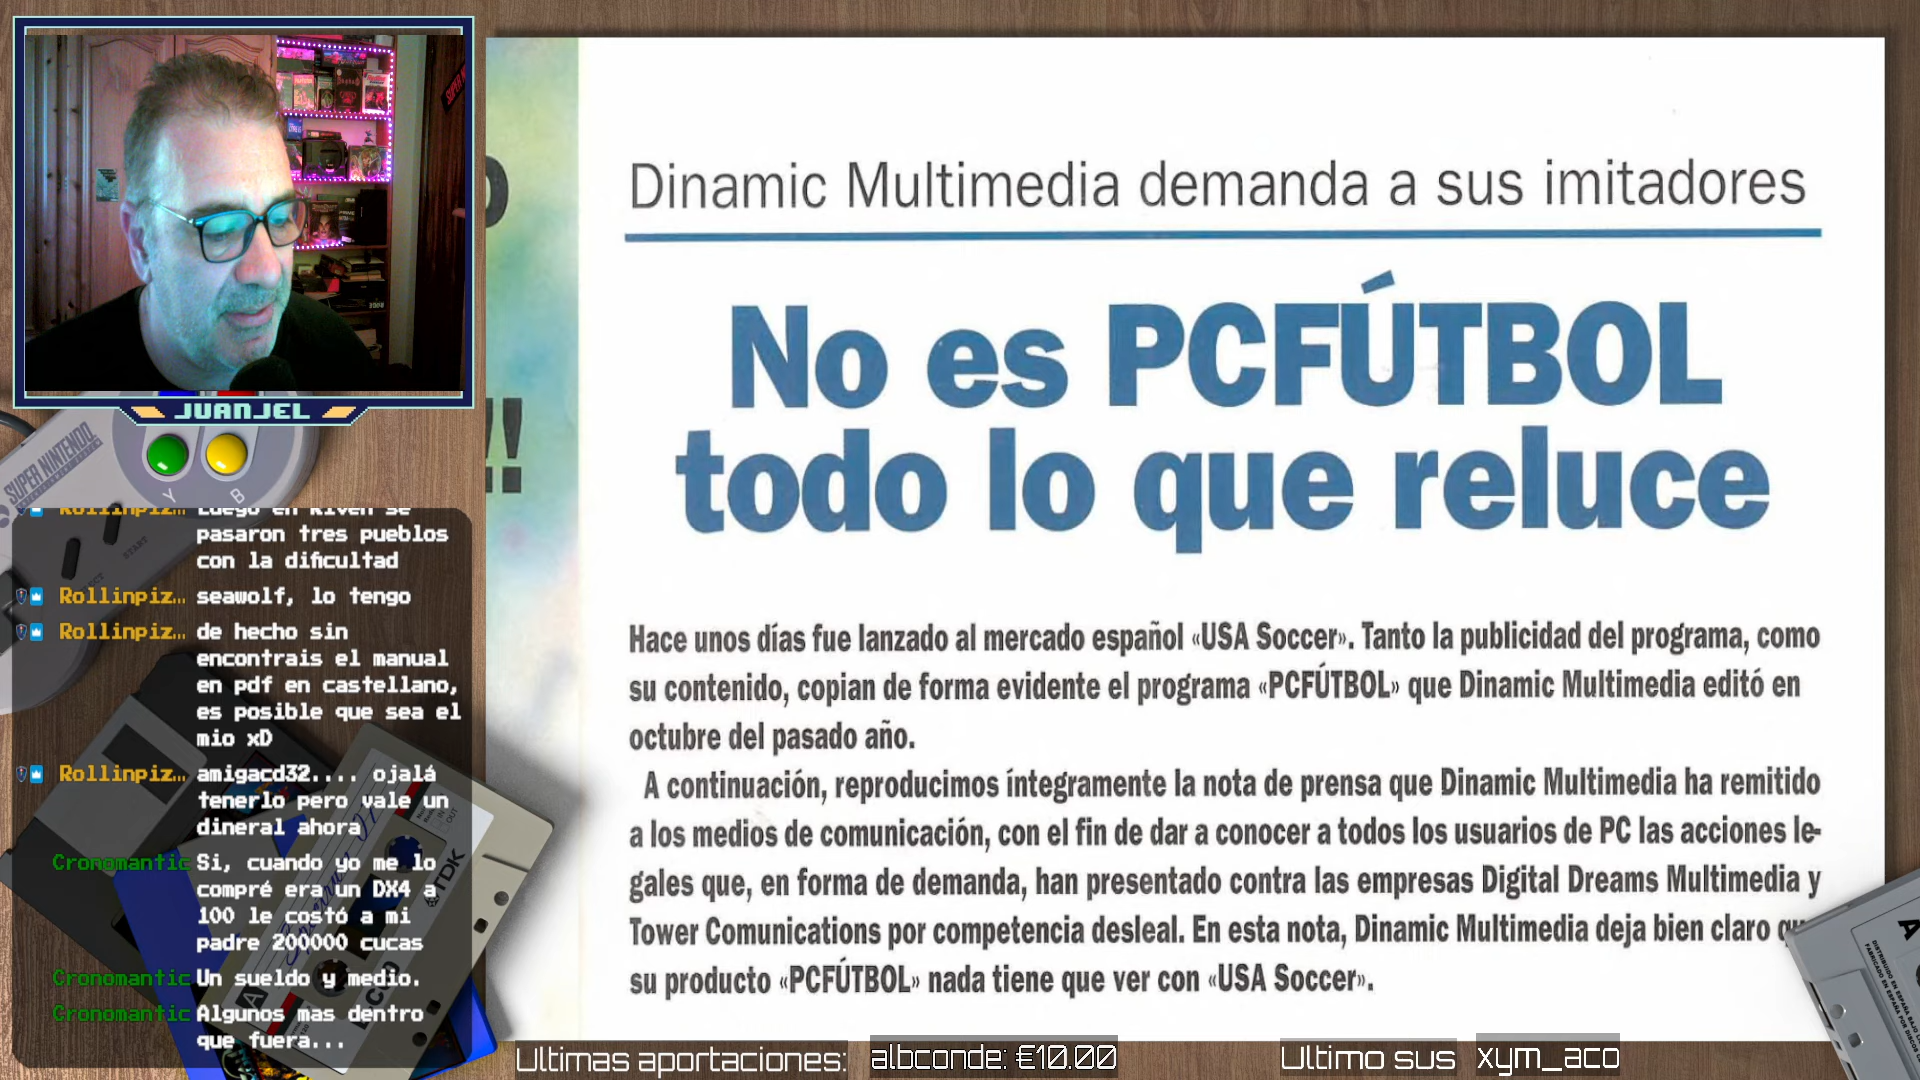 Dinamic Multimedia demanda a sus imitadores
No es PCFÚTBOL
todo lo que reluce
Hace unos días fue lanzado al mercado español «USA Soccer». Tanto la publicidad del programa, como
su contenido, copian de forma evidente el programa «PCFÚTBOL» que Dinamic Multimedia editó en
octubre del pasado año.
A continuación, reproducimos íntegramente la nota de prensa que Dinamic Multimedia ha remitido
a los medios de comunicación, con el fin de dar a conocer a todos los usuarios de PC las acciones le-
gales que, en forma de demanda, han presentado contra las empresas Digital Dreams Multimedia y
Tower Comunications por competencia desleal. En esta nota, Dinamic Multimedia deja bien claro
su producto «PCFÚTBOL» nada tiene que ver con «USA Soccer».
!!
JUANJEL
SUPER NINTENDO
Y B
START
Rollinpiz... Luego en Riven se
pasaron tres pueblos
con la dificultad
Rollinpiz... seawolf, lo tengo
Rollinpiz... de hecho sin
encontrais el manual
en pdf en castellano,
es posible que sea el
mio xD
Rollinpiz... amigacd32.... ojalá
tenerlo pero vale un
dineral ahora
Cronomantic Si, cuando yo me lo
compré era un DX4 a
100 le costó a mi
padre 200000 cucas
Cronomantic Un sueldo y medio.
Cronomantic Algunos mas dentro
que fuera...
TDK
A
Ultimas aportaciones: albconde: €10.00
Ultimo sus xym_aco
A